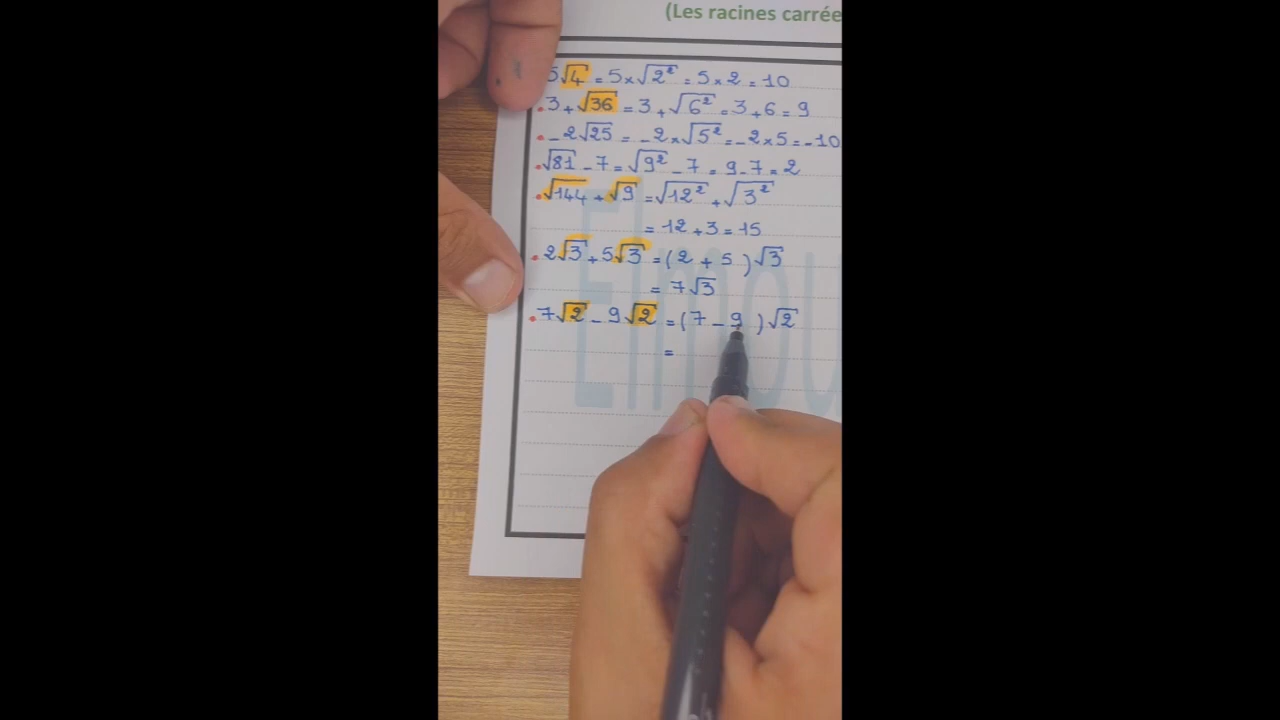 (Les racines carrée
5√4 = 5×√2² = 5×2 = 10
.3+√36 = 3+√6² = 3+6 = 9
.-2√25 = -2×√5² = -2×5 = -10
.√81 - 7 = √9² - 7 = 9-7 = 2
.√144 + √9 = √12² + √3²
= 12+3 = 15
.2√3 + 5√3 = (2 + 5)√3
= 7√3
.7√2 - 9√2 = (7 - 9)√2
=